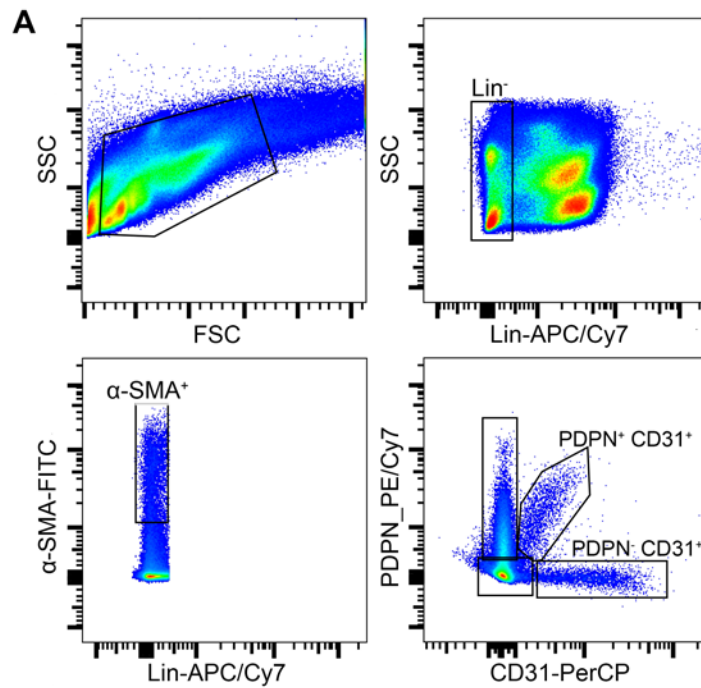 A
SSC
FSC
Lin⁻
SSC
Lin-APC/Cy7
α-SMA⁺
α-SMA-FITC
Lin-APC/Cy7
PDPN⁺ CD31⁺
PDPN⁻ CD31⁺
PDPN_PE/Cy7
CD31-PerCP